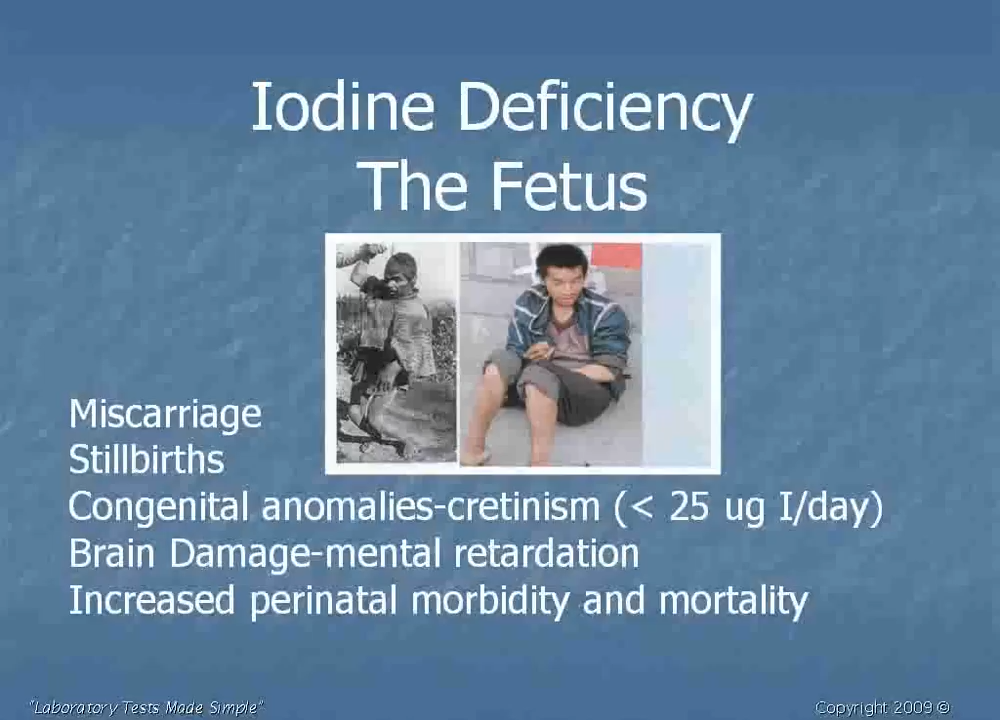 Iodine Deficiency
The Fetus
Miscarriage
Stillbirths
Congenital anomalies-cretinism (< 25 ug I/day)
Brain Damage-mental retardation
Increased perinatal morbidity and mortality
"Laboratory Tests Made Simple"
Copyright 2009 ©